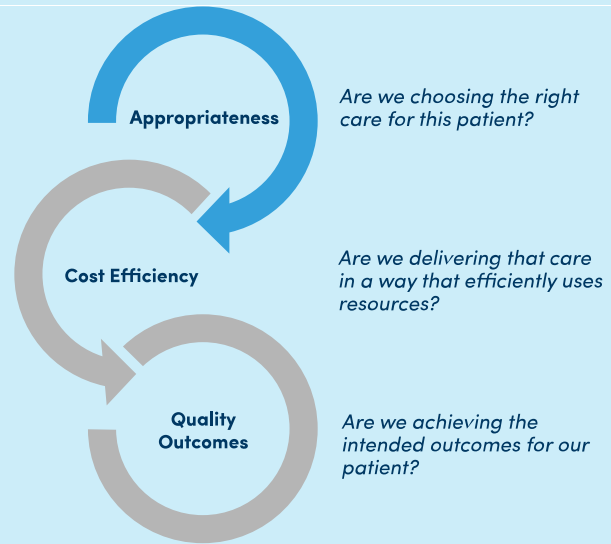 Appropriateness
Are we choosing the right
care for this patient?
Cost Efficiency
Are we delivering that care
in a way that efficiently uses
resources?
Quality
Outcomes
Are we achieving the
intended outcomes for our
patient?